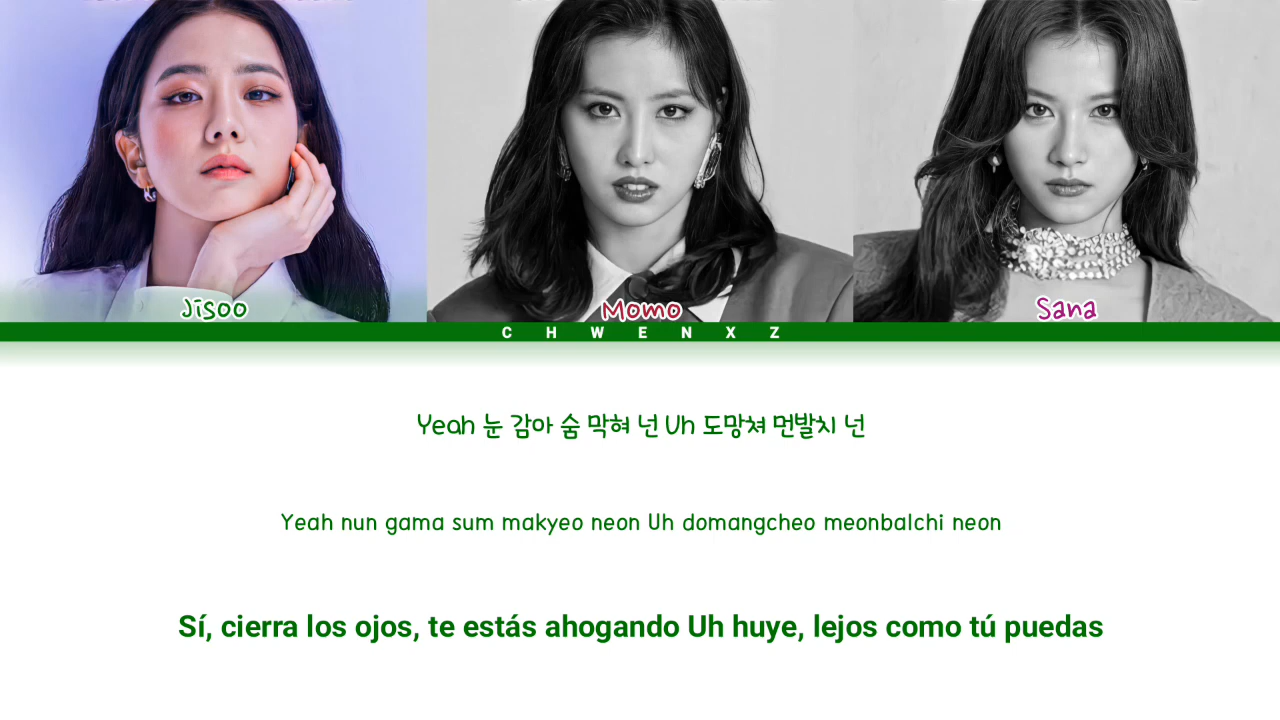 Jisoo
Momo
Sana
CHWENXZ
Yeah 눈 감아 숨 막혀 넌 Uh 도망쳐 먼발치 넌
Yeah nun gama sum makyeo neon Uh domangcheo meonbalchi neon
Sí, cierra los ojos, te estás ahogando Uh huye, lejos como tú puedas